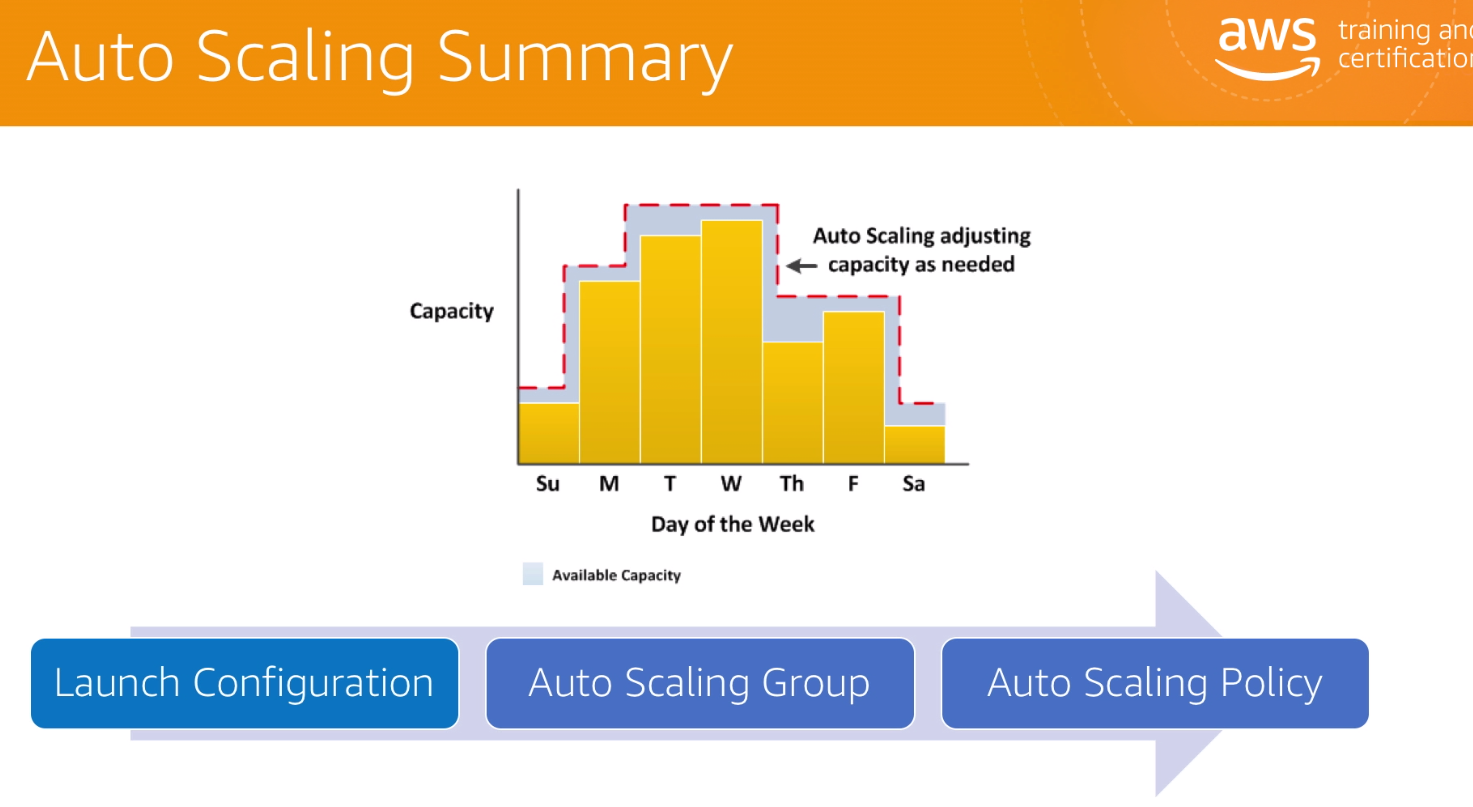 Auto Scaling Summary
aws
training and
certification
Auto Scaling adjusting
capacity as needed
Capacity
Su M T W Th F Sa
Day of the Week
Available Capacity
Launch Configuration
Auto Scaling Group
Auto Scaling Policy